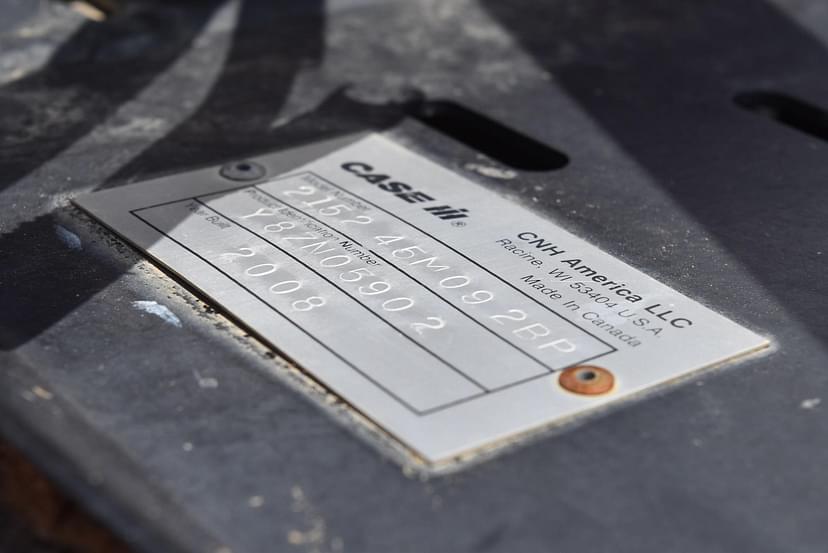 CASE IH®
CNH America LLC
Racine, WI 53404 U.S.A.
Made In Canada
Model Number
2152 45M092BP
Product Identification Number
Y8ZN05902
Year Built
2008